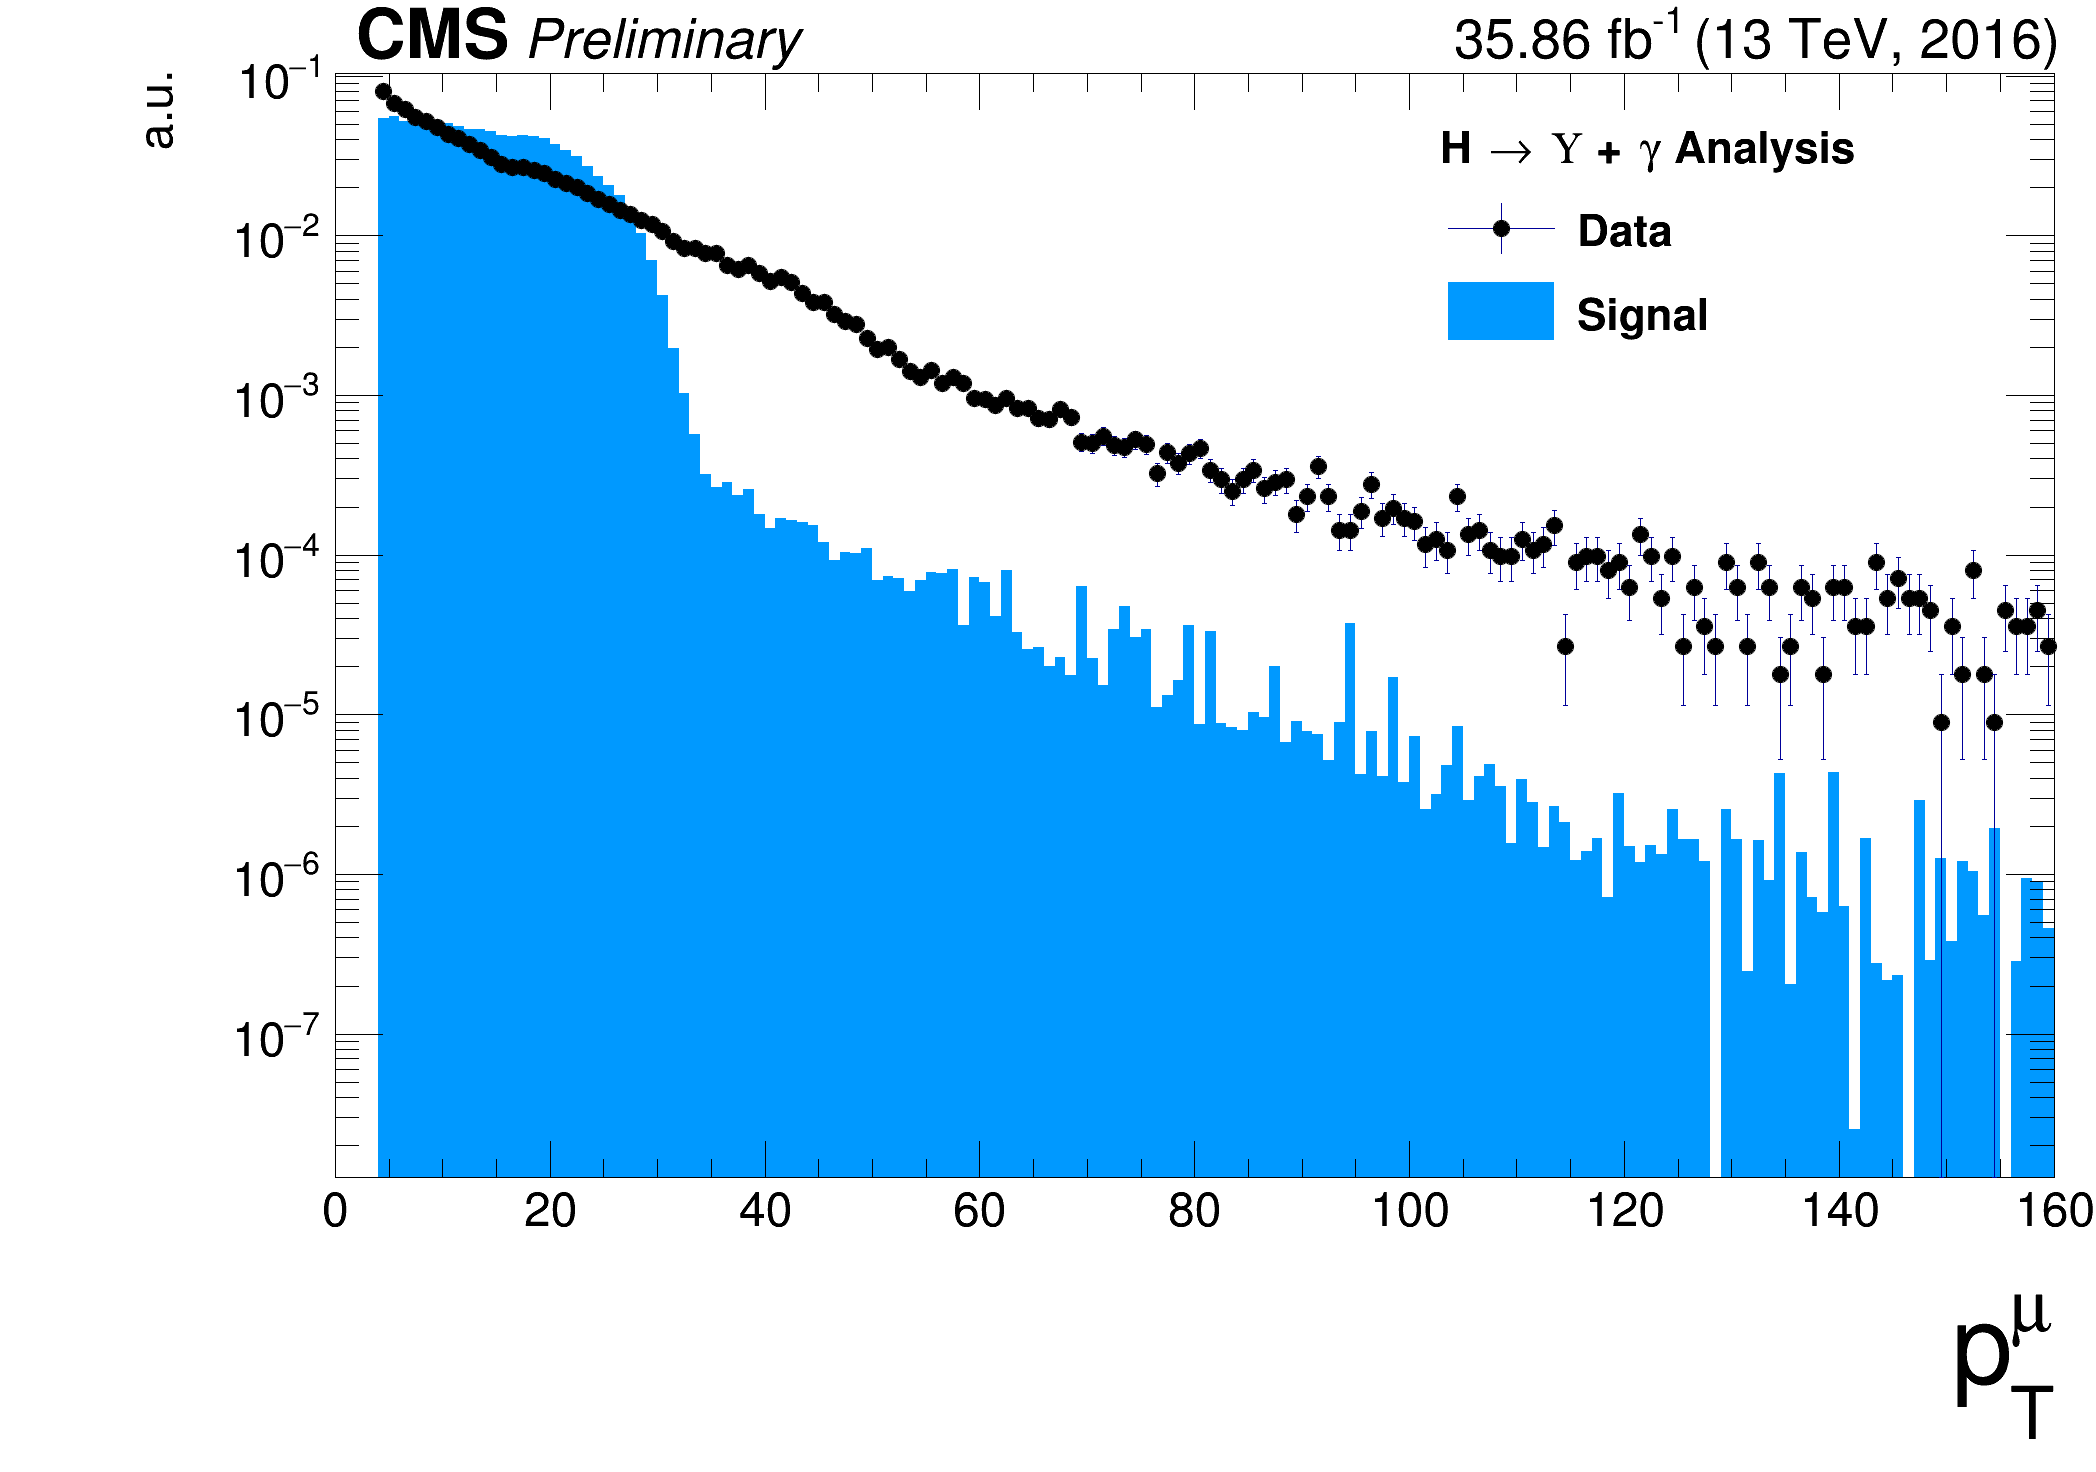 CMS Preliminary 35.86 fb⁻¹ (13 TeV, 2016)
a.u.
H → ϒ + γ Analysis
Data
Signal
10⁻¹
10⁻²
10⁻³
10⁻⁴
10⁻⁵
10⁻⁶
10⁻⁷
0 20 40 60 80 100 120 140 160
p_T^μ